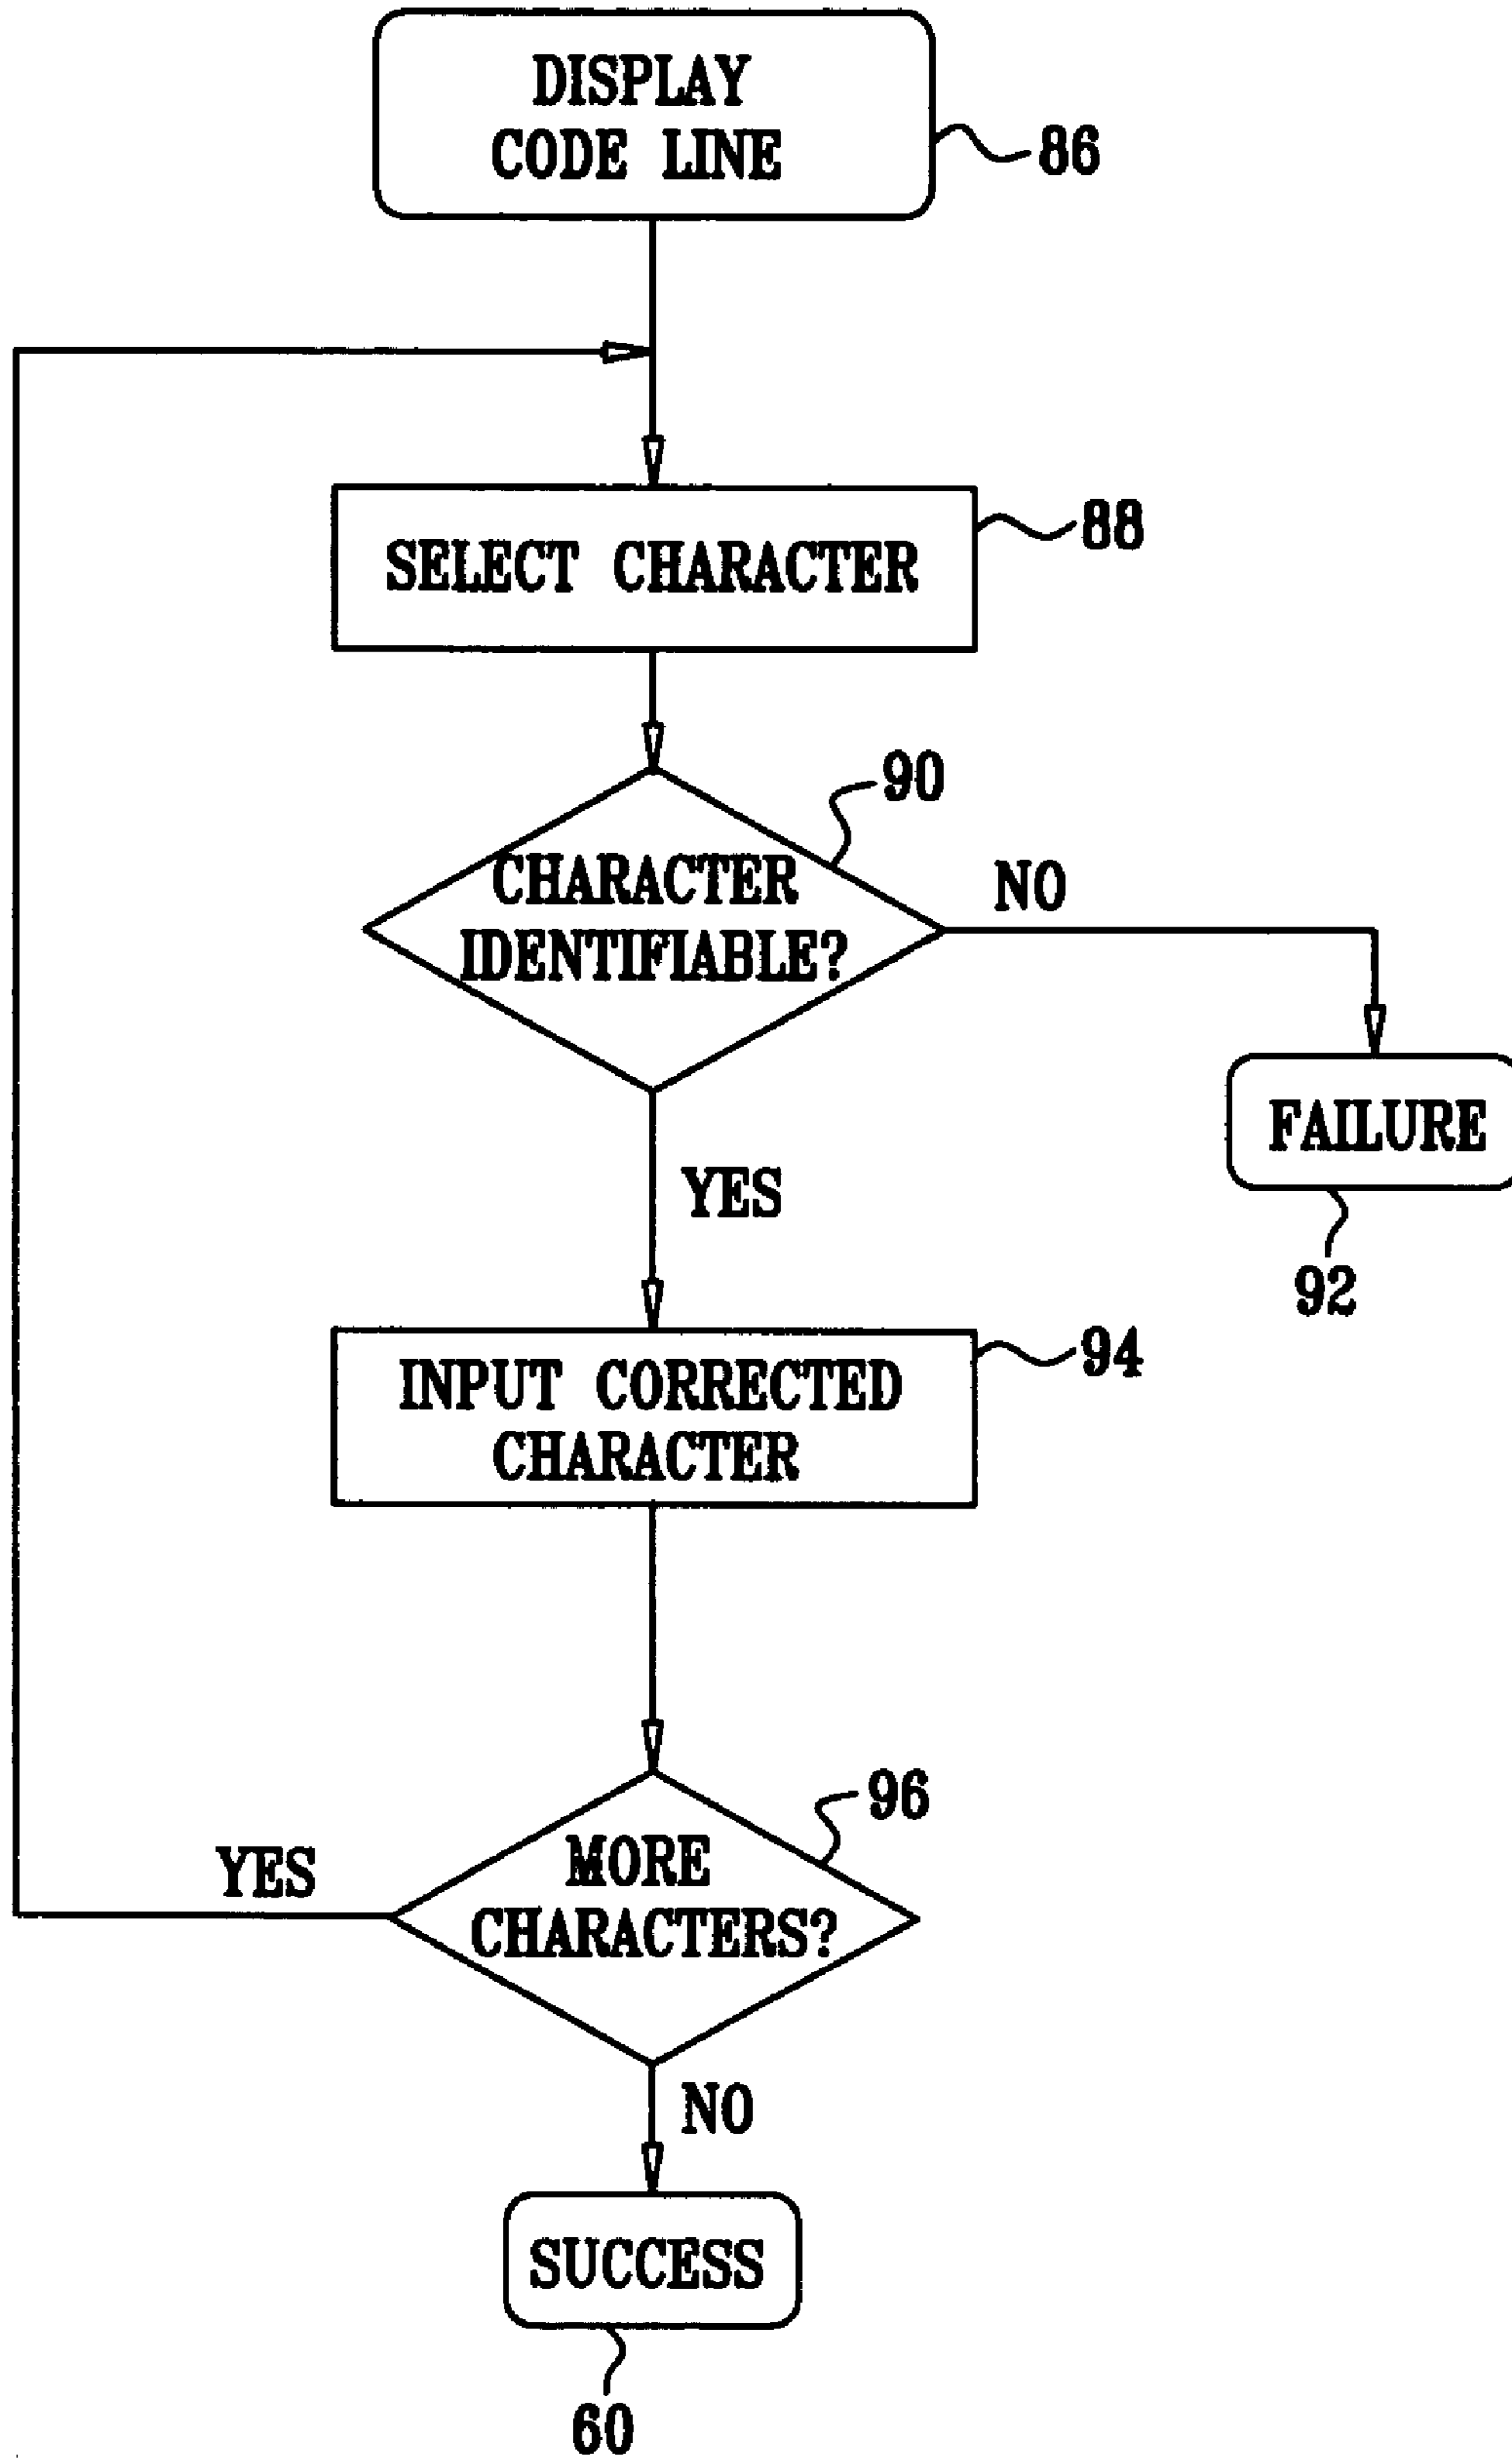 DISPLAY
CODE LINE
86
SELECT CHARACTER
88
90
CHARACTER
IDENTIFIABLE?
NO
FAILURE
92
YES
INPUT CORRECTED
CHARACTER
94
96
MORE
CHARACTERS?
YES
NO
SUCCESS
60